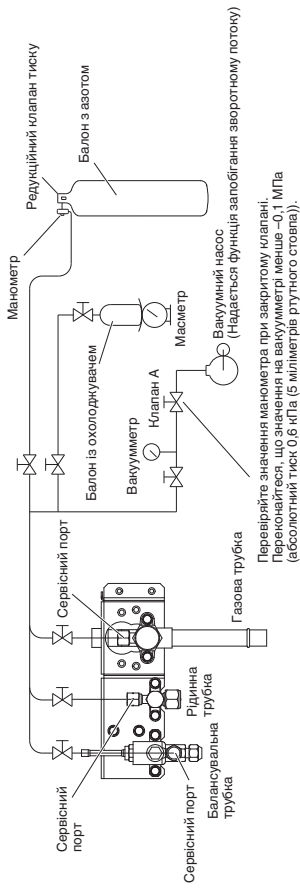 Редукційний клапан тиску
Манометр
Балон з азотом
Балон із охолоджувачем
Масметр
Вакуумметр
Клапан А
Вакуумний насос
(Надається функція запобігання зворотному потоку)
Перевіряйте значення манометра при закритому клапані.
Переконайтеся, що значення на вакуумметрі менше –0,1 МПа
(абсолютний тиск 0,6 кПа (5 міліметрів ртутного стовпа)).
Сервісний порт
Газова трубка
Сервісний
порт
Рідинна
трубка
Сервісний порт
Балансувальна
трубка